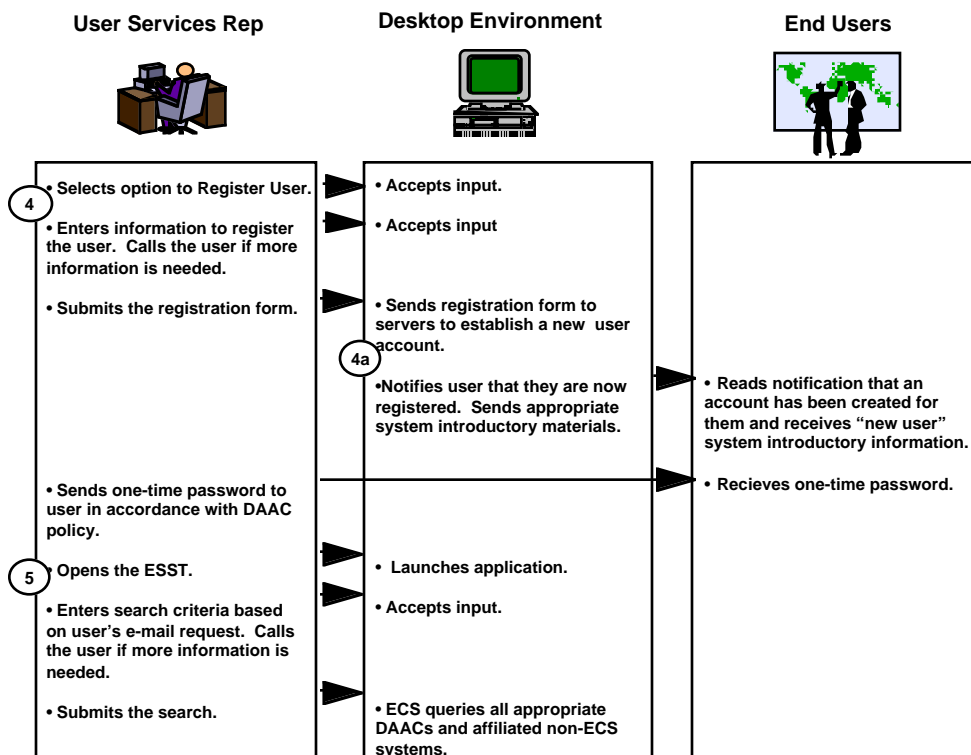 User Services Rep
Desktop Environment
End Users
4
• Selects option to Register User.
• Enters information to register
the user. Calls the user if more
information is needed.
• Submits the registration form.
• Sends one-time password to
user in accordance with DAAC
policy.
5
• Opens the ESST.
• Enters search criteria based
on user's e-mail request. Calls
the user if more information is
needed.
• Submits the search.
• Accepts input.
• Accepts input
• Sends registration form to
servers to establish a new user
account.
4a
•Notifies user that they are now
registered. Sends appropriate
system introductory materials.
• Launches application.
• Accepts input.
• ECS queries all appropriate
DAACs and affiliated non-ECS
systems.
• Reads notification that an
account has been created for
them and receives “new user”
system introductory information.
• Recieves one-time password.